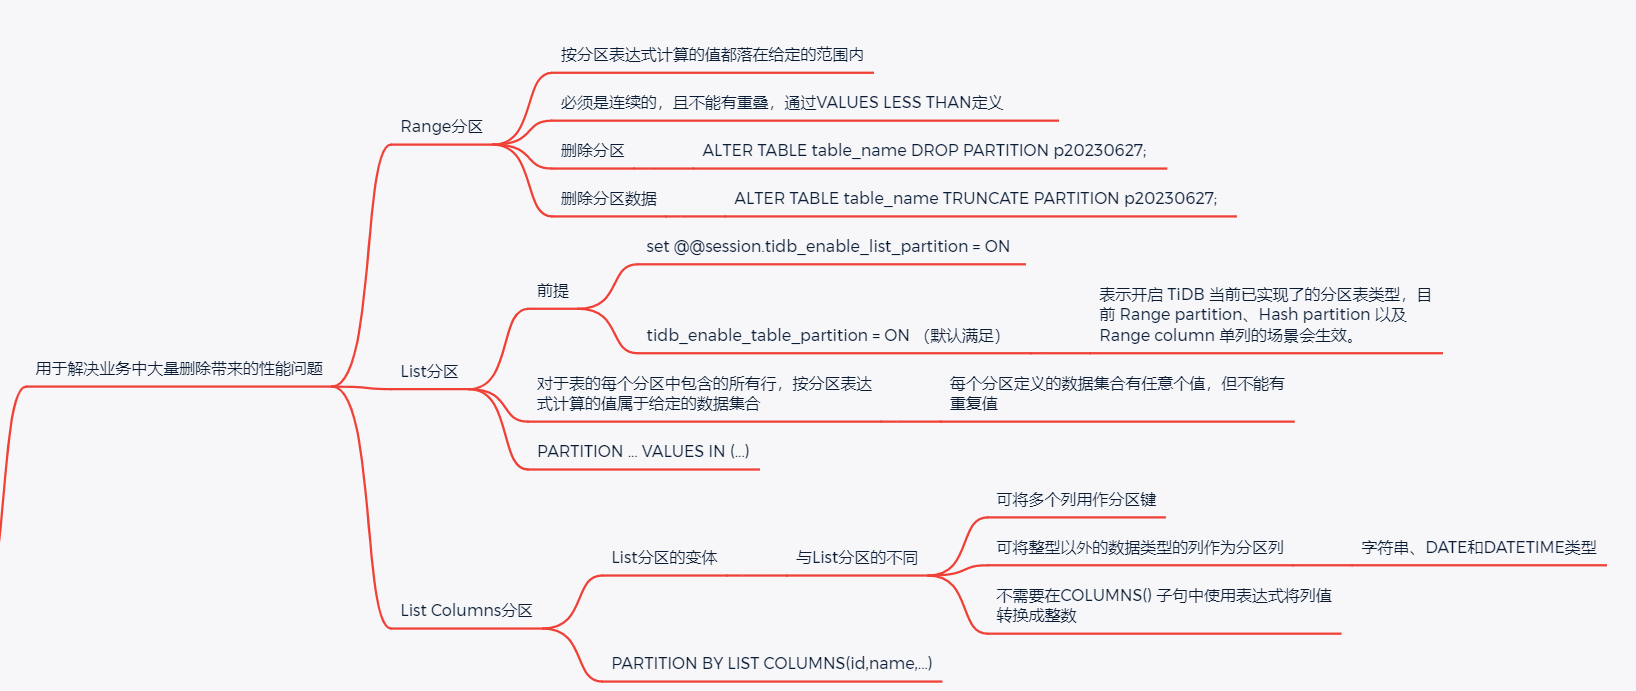 用于解决业务中大量删除带来的性能问题
Range分区
按分区表达式计算的值都落在给定的范围内
必须是连续的，且不能有重叠，通过VALUES LESS THAN定义
删除分区
ALTER TABLE table_name DROP PARTITION p20230627;
删除分区数据
ALTER TABLE table_name TRUNCATE PARTITION p20230627;
List分区
前提
set @@session.tidb_enable_list_partition = ON
tidb_enable_table_partition = ON （默认满足）
表示开启 TiDB 当前已实现了的分区表类型，目
前 Range partition、Hash partition 以及
Range column 单列的场景会生效。
对于表的每个分区中包含的所有行，按分区表达
式计算的值属于给定的数据集合
每个分区定义的数据集合有任意个值，但不能有
重复值
PARTITION ... VALUES IN (...)
List Columns分区
List分区的变体
与List分区的不同
可将多个列用作分区键
可将整型以外的数据类型的列作为分区列
字符串、DATE和DATETIME类型
不需要在COLUMNS() 子句中使用表达式将列值
转换成整数
PARTITION BY LIST COLUMNS(id,name,...)